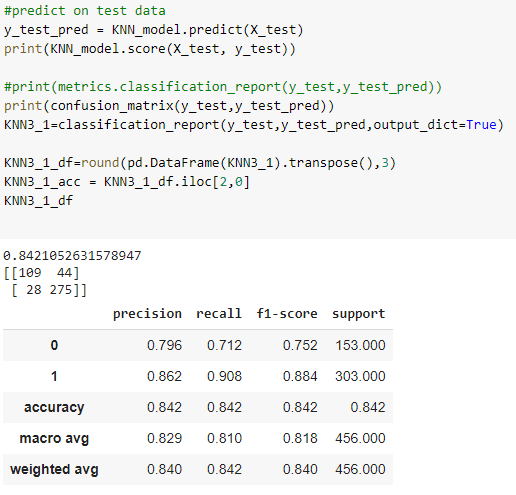 #predict on test data
y_test_pred = KNN_model.predict(X_test)
print(KNN_model.score(X_test, y_test))
#print(metrics.classification_report(y_test,y_test_pred))
print(confusion_matrix(y_test,y_test_pred))
KNN3_1=classification_report(y_test,y_test_pred,output_dict=True)
KNN3_1_df=round(pd.DataFrame(KNN3_1).transpose(),3)
KNN3_1_acc = KNN3_1_df.iloc[2,0]
KNN3_1_df
0.8421052631578947
[[109  44]
 [ 28 275]]
precision recall f1-score support
0 0.796 0.712 0.752 153.000
1 0.862 0.908 0.884 303.000
accuracy 0.842 0.842 0.842 0.842
macro avg 0.829 0.810 0.818 456.000
weighted avg 0.840 0.842 0.840 456.000